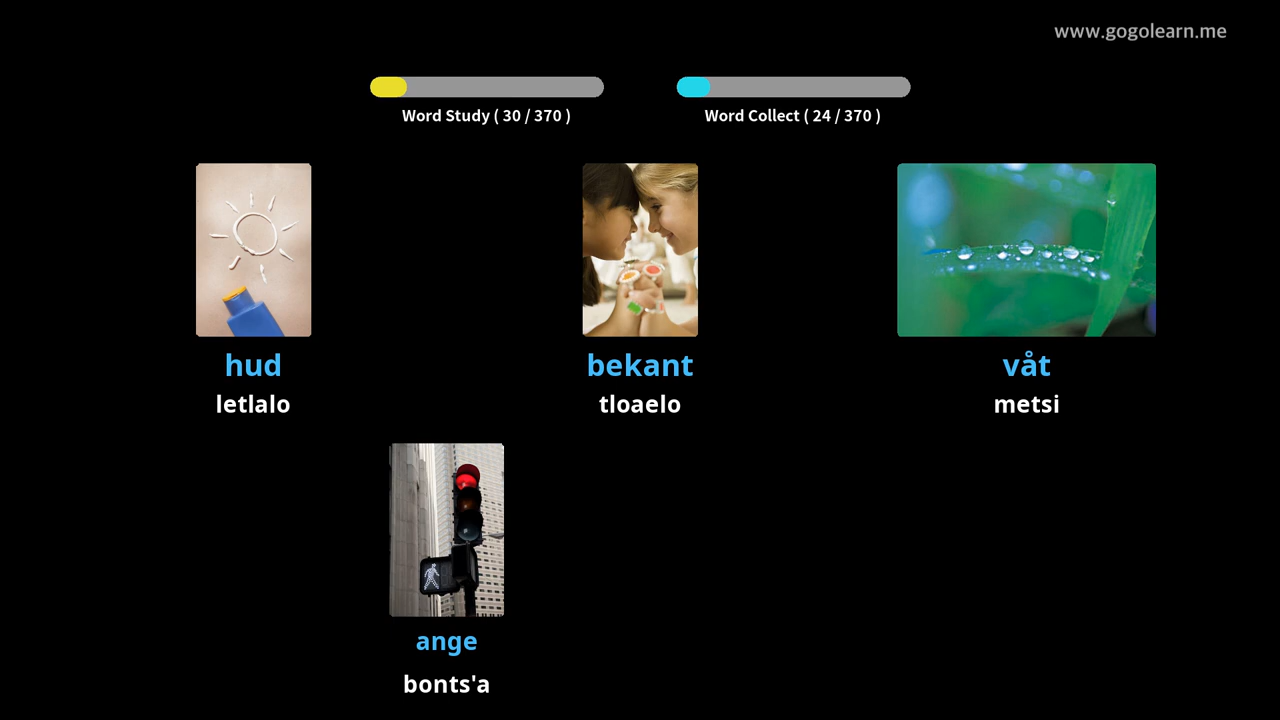 www.gogolearn.me
Word Study ( 30 / 370 )
Word Collect ( 24 / 370 )
hud
letlalo
bekant
tloaelo
våt
metsi
ange
bonts'a